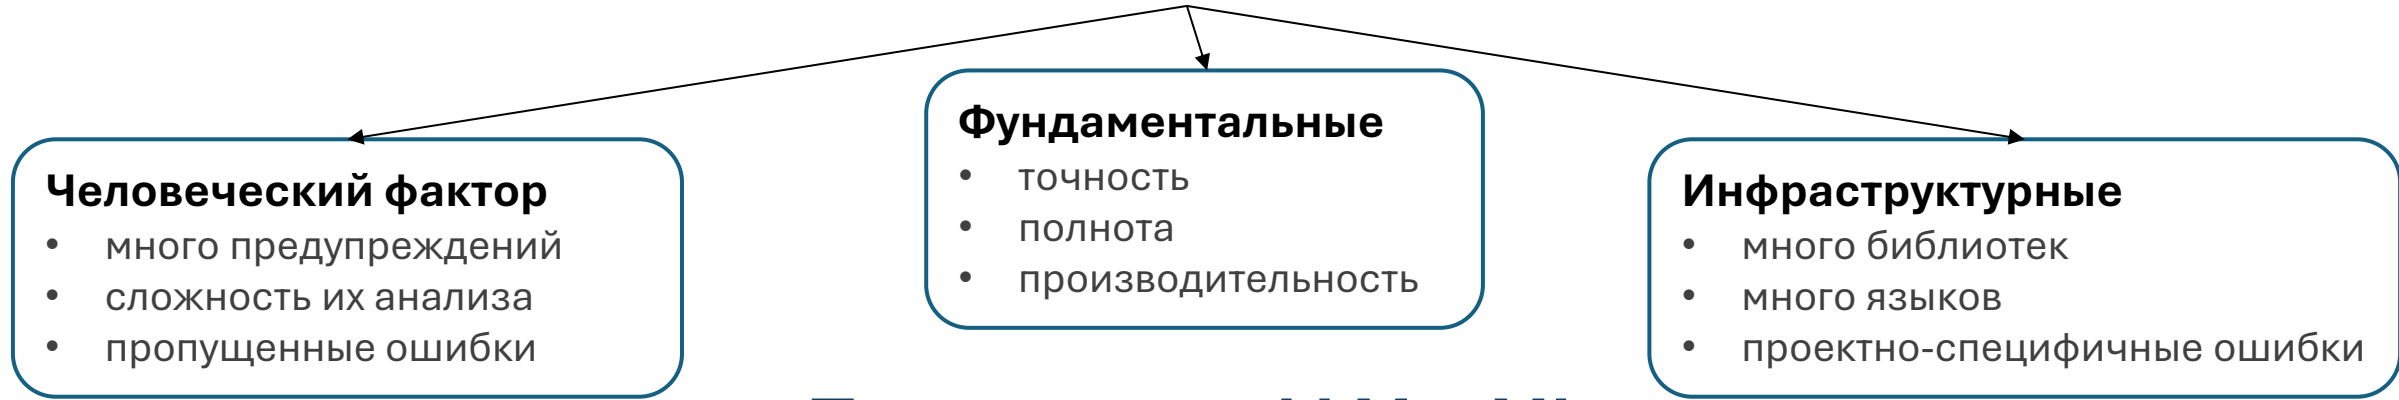 Человеческий фактор
• много предупреждений
• сложность их анализа
• пропущенные ошибки
Фундаментальные
• точность
• полнота
• производительность
Инфраструктурные
• много библиотек
• много языков
• проектно-специфичные ошибки